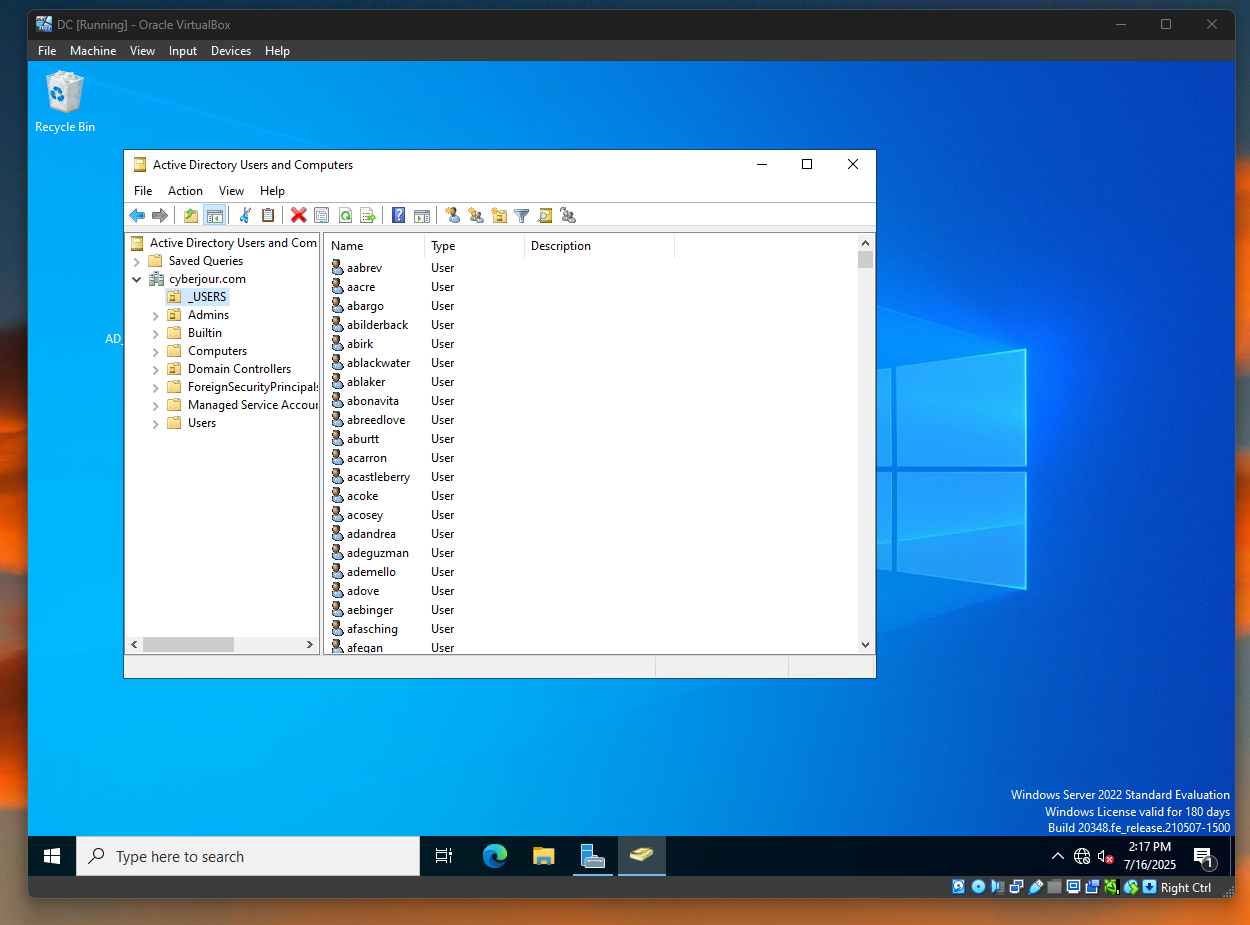 DC [Running] - Oracle VirtualBox
File Machine View Input Devices Help
Recycle Bin
Active Directory Users and Computers
File Action View Help
Active Directory Users and Com
Saved Queries
cyberjour.com
_USERS
Admins
Builtin
Computers
Domain Controllers
ForeignSecurityPrincipals
Managed Service Accour
Users
AD_
Name Type Description
aabrev User
aacre User
abargo User
abilderback User
abirk User
ablackwater User
ablaker User
abonavita User
abreedlove User
aburtt User
acarron User
acastleberry User
acoke User
acosey User
adandrea User
adeguzman User
ademello User
adove User
aebinger User
afasching User
afegan User
Windows Server 2022 Standard Evaluation
Windows License valid for 180 days
Build 20348.fe_release.210507-1500
Type here to search
2:17 PM
7/16/2025
1
Right Ctrl